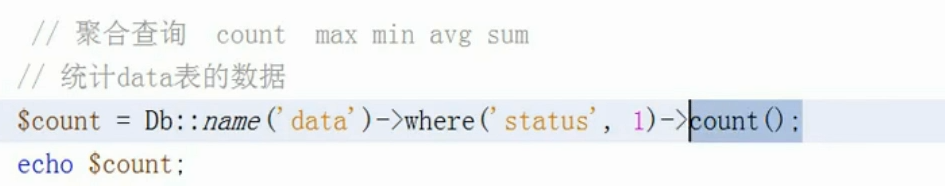 // 聚合查询  count  max min avg sum
// 统计data表的数据
$count = Db::name('data')->where('status', 1)->count();
echo $count;